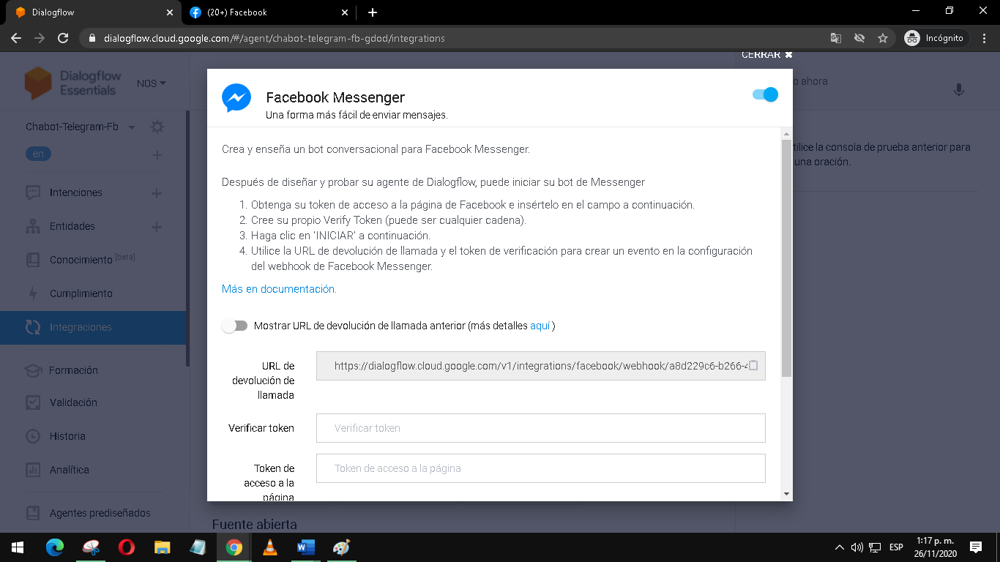 Dialogflow
(20+) Facebook
dialogflow.cloud.google.com/#/agent/chabot-telegram-fb-gdod/integrations
Incógnito
CERRAR ✖
Dialogflow
Essentials
NOS
Chabot-Telegram-Fb
en
Intenciones
Entidades
Conocimiento [beta]
Cumplimiento
Integraciones
Formación
Validación
Historia
Analítica
Agentes prediseñados
Facebook Messenger
Una forma más fácil de enviar mensajes.
Crea y enseña un bot conversacional para Facebook Messenger.
Después de diseñar y probar su agente de Dialogflow, puede iniciar su bot de Messenger
1. Obtenga su token de acceso a la página de Facebook e insértelo en el campo a continuación.
2. Cree su propio Verify Token (puede ser cualquier cadena).
3. Haga clic en 'INICIAR' a continuación.
4. Utilice la URL de devolución de llamada y el token de verificación para crear un evento en la configuración
del webhook de Facebook Messenger.
Más en documentación.
Mostrar URL de devolución de llamada anterior (más detalles aquí )
URL de
devolución de
llamada
https://dialogflow.cloud.google.com/v1/integrations/facebook/webhook/a8d229c6-b266-4
Verificar token
Verificar token
Token de
acceso a la
página
Token de acceso a la página
Fuente abierta
o ahora
tilice la consola de prueba anterior para
una oración.
ESP
1:17 p. m.
26/11/2020